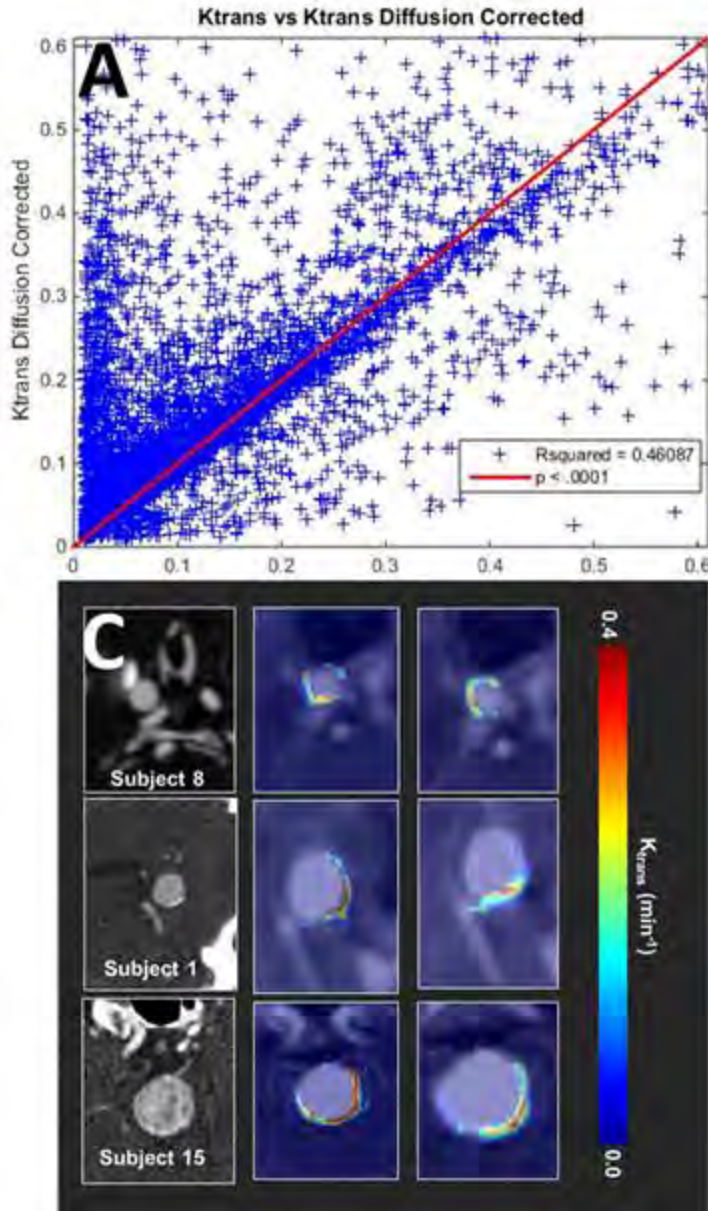 Ktrans vs Ktrans Diffusion Corrected
A
Ktrans Diffusion Corrected
0.6
0.5
0.4
0.3
0.2
0.1
0
Rsquared = 0.46087
p < .0001
0 0.1 0.2 0.3 0.4 0.5 0.6
C
Subject 8
Subject 1
Subject 15
0.4
Ktrans (min-1)
0.0